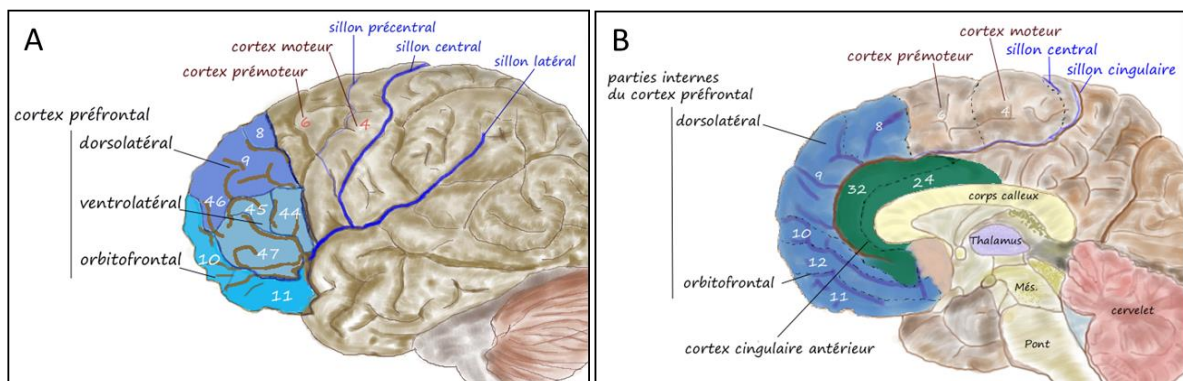 A
sillon précentral
cortex moteur
sillon central
cortex prémoteur
sillon latéral
cortex préfrontal
6
4
8
dorsolatéral
9
46
45
44
ventrolatéral
47
orbitofrontal
10
11
B
cortex moteur
sillon central
cortex prémoteur
sillon cingulaire
parties internes
du cortex préfrontal
6
4
dorsolatéral
8
9
32
24
corps calleux
10
Thalamus
12
orbitofrontal
11
Més.
cervelet
cortex cingulaire antérieur
Pont